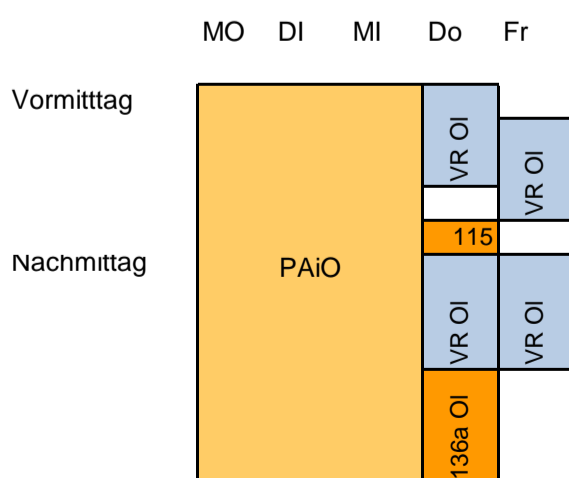 MO DI MI Do Fr
Vormitttag
VR OI
VR OI
115
Nachmittag
PAiO
VR OI
VR OI
136a OI